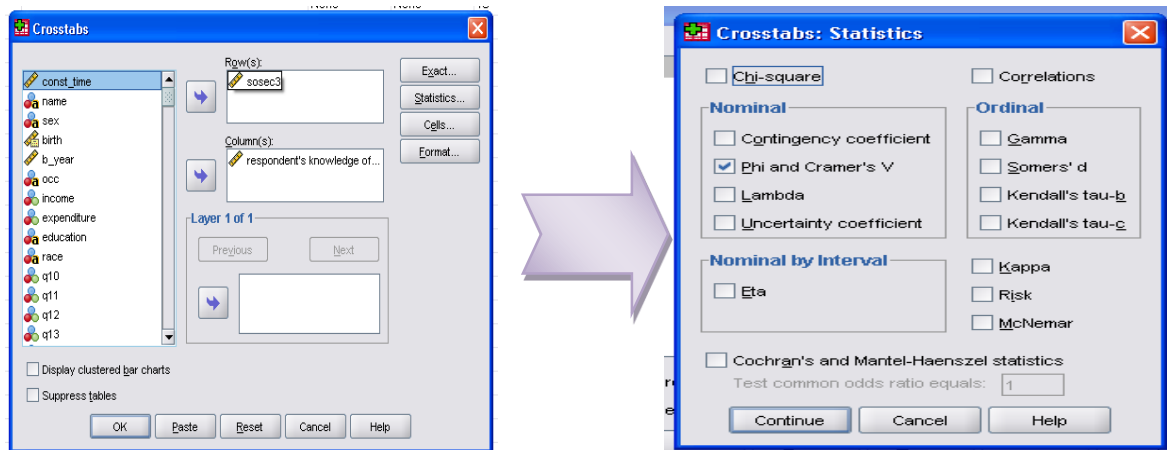 Crosstabs
const_time
name
sex
birth
b_year
occ
income
expenditure
education
race
q10
q11
q12
q13
Row(s):
sosec3
Column(s):
respondent's knowledge of...
Layer 1 of 1
Previous
Next
Exact...
Statistics...
Cells...
Format...
Display clustered bar charts
Suppress tables
OK
Paste
Reset
Cancel
Help
Crosstabs: Statistics
Chi-square
Correlations
Nominal
Contingency coefficient
Phi and Cramer's V
Lambda
Uncertainty coefficient
Ordinal
Gamma
Somers' d
Kendall's tau-b
Kendall's tau-c
Nominal by Interval
Eta
Kappa
Risk
McNemar
Cochran's and Mantel-Haenszel statistics
Test common odds ratio equals: 1
Continue
Cancel
Help